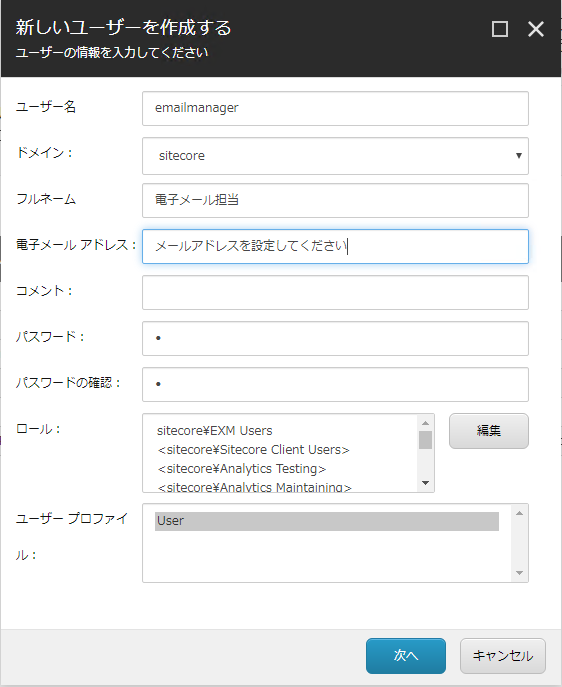 新しいユーザーを作成する
ユーザーの情報を入力してください
ユーザー名
emailmanager
ドメイン：
sitecore
フルネーム
電子メール担当
電子メール アドレス：
メールアドレスを設定してください
コメント：
パスワード：
•
パスワードの確認：
•
ロール：
sitecore¥EXM Users
<sitecore¥Sitecore Client Users>
<sitecore¥Analytics Testing>
<sitecore¥Analytics Maintaining>
編集
ユーザー プロファイ
ル：
User
次へ
キャンセル